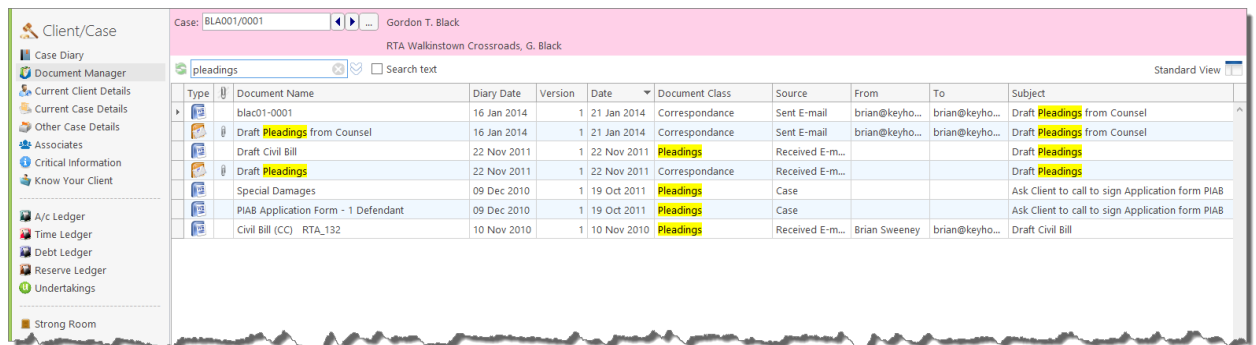 Client/Case
Case Diary
Document Manager
Current Client Details
Current Case Details
Other Case Details
Associates
Critical Information
Know Your Client
A/c Ledger
Time Ledger
Debt Ledger
Reserve Ledger
Undertakings
Strong Room
Case: BLA001/0001 ... Gordon T. Black
RTA Walkinstown Crossroads, G. Black
pleadings Search text Standard View
Type Document Name Diary Date Version Date Document Class Source From To Subject
blac01-0001 16 Jan 2014 1 21 Jan 2014 Correspondance Sent E-mail brian@keyho... brian@keyho... Draft Pleadings from Counsel
Draft Pleadings from Counsel 16 Jan 2014 1 21 Jan 2014 Correspondance Sent E-mail brian@keyho... brian@keyho... Draft Pleadings from Counsel
Draft Civil Bill 22 Nov 2011 1 22 Nov 2011 Pleadings Received E-m... Draft Pleadings
Draft Pleadings 22 Nov 2011 1 22 Nov 2011 Correspondance Received E-m... Draft Pleadings
Special Damages 09 Dec 2010 1 19 Oct 2011 Pleadings Case Ask Client to call to sign Application form PIAB
PIAB Application Form - 1 Defendant 09 Dec 2010 1 19 Oct 2011 Pleadings Case Ask Client to call to sign Application form PIAB
Civil Bill (CC) RTA_132 10 Nov 2010 1 10 Nov 2010 Pleadings Received E-m... Brian Sweeney brian@keyho... Draft Civil Bill